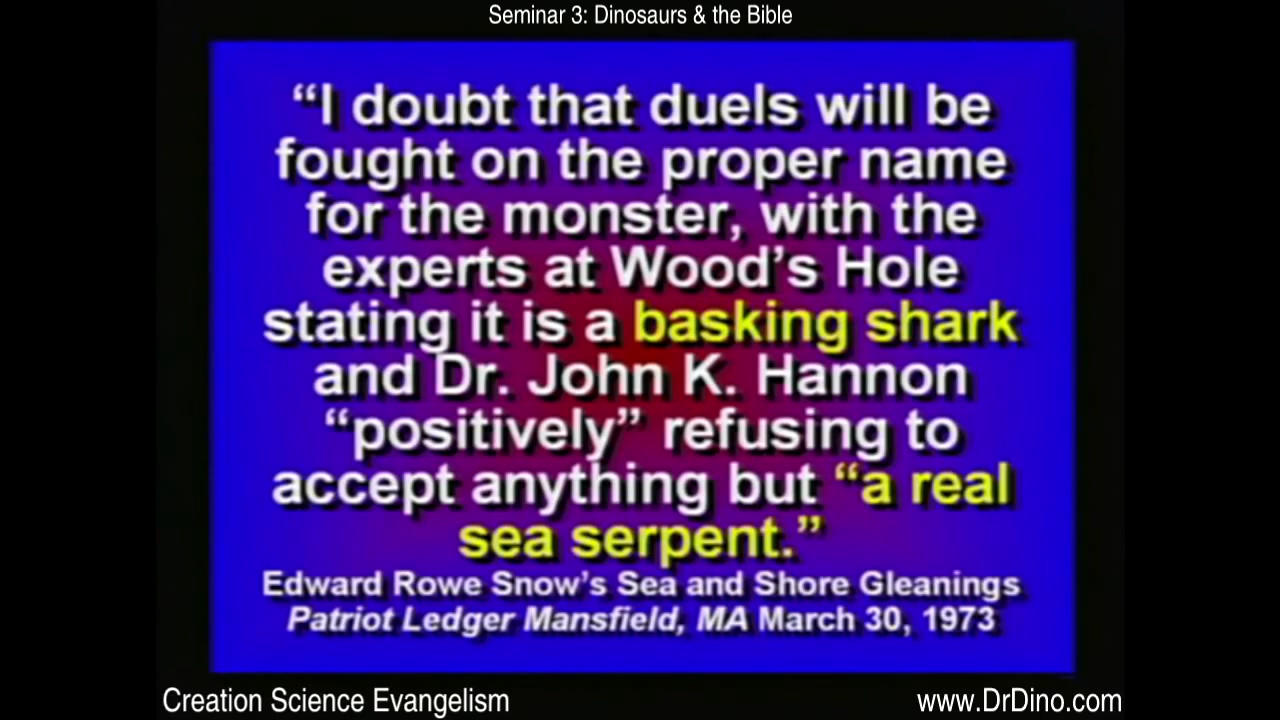 Seminar 3: Dinosaurs & the Bible
“I doubt that duels will be
fought on the proper name
for the monster, with the
experts at Wood’s Hole
stating it is a basking shark
and Dr. John K. Hannon
“positively” refusing to
accept anything but “a real
sea serpent.”
Edward Rowe Snow’s Sea and Shore Gleanings
Patriot Ledger Mansfield, MA March 30, 1973
Creation Science Evangelism
www.DrDino.com